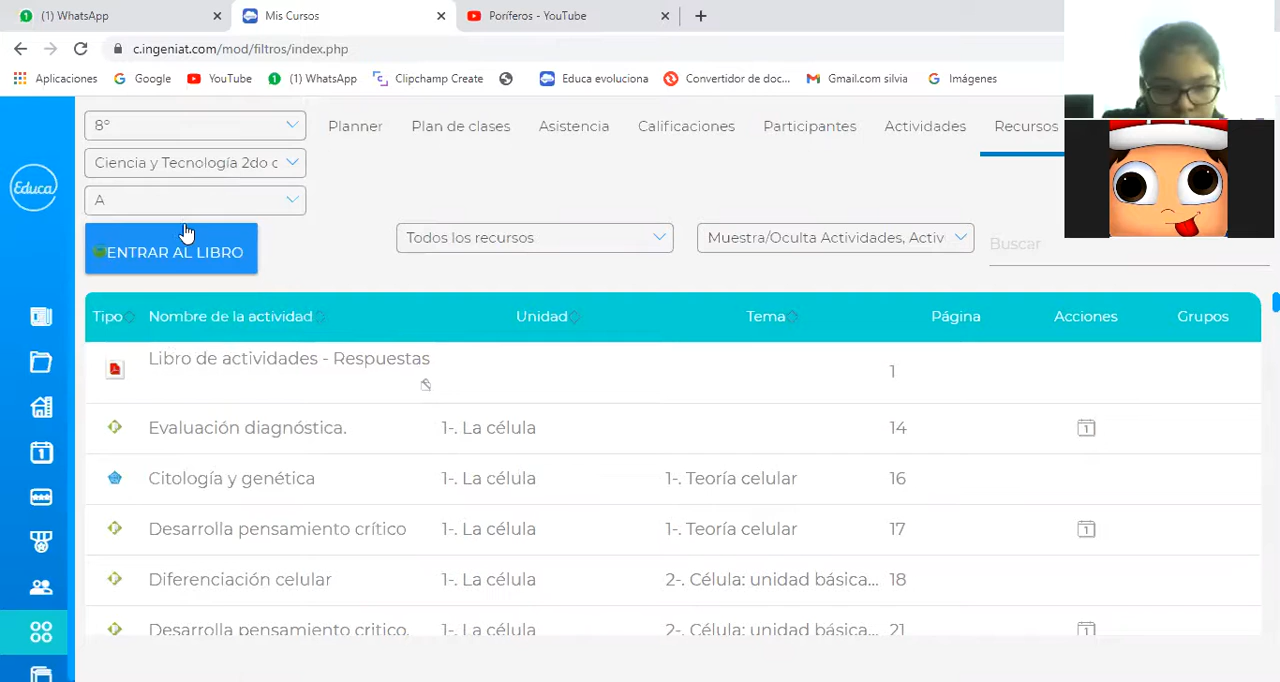 (1) WhatsApp
Mis Cursos
Poríferos - YouTube
c.ingeniat.com/mod/filtros/index.php
Aplicaciones Google YouTube (1) WhatsApp Clipchamp Create Educa evoluciona Convertidor de doc... Gmail.com silvia Imágenes
8° Planner Plan de clases Asistencia Calificaciones Participantes Actividades Recursos
Ciencia y Tecnología 2do c
Educa
A
ENTRAR AL LIBRO Todos los recursos Muestra/Oculta Actividades, Activ Buscar
Tipo Nombre de la actividad Unidad Tema Página Acciones Grupos
Libro de actividades - Respuestas 1
Evaluación diagnóstica. 1-. La célula 14
Citología y genética 1-. La célula 1-. Teoría celular 16
Desarrolla pensamiento crítico 1-. La célula 1-. Teoría celular 17
Diferenciación celular 1-. La célula 2-. Célula: unidad básica... 18
Desarrolla pensamiento critico. 1-. La célula 2-. Célula: unidad básica... 21